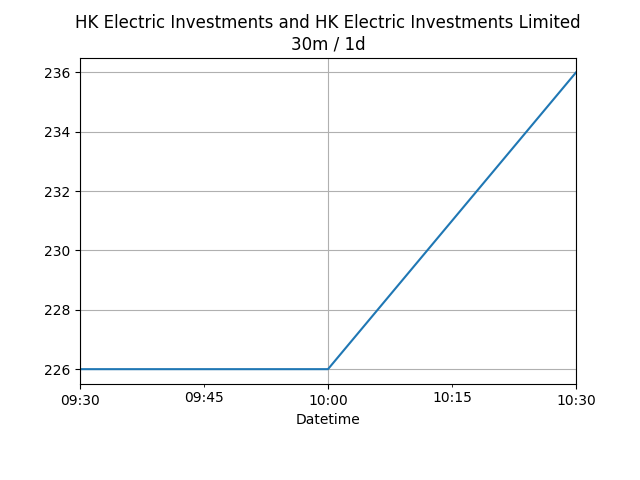 HK Electric Investments and HK Electric Investments Limited
30m / 1d
236
234
232
230
228
226
09:30 09:45 10:00 10:15 10:30
Datetime